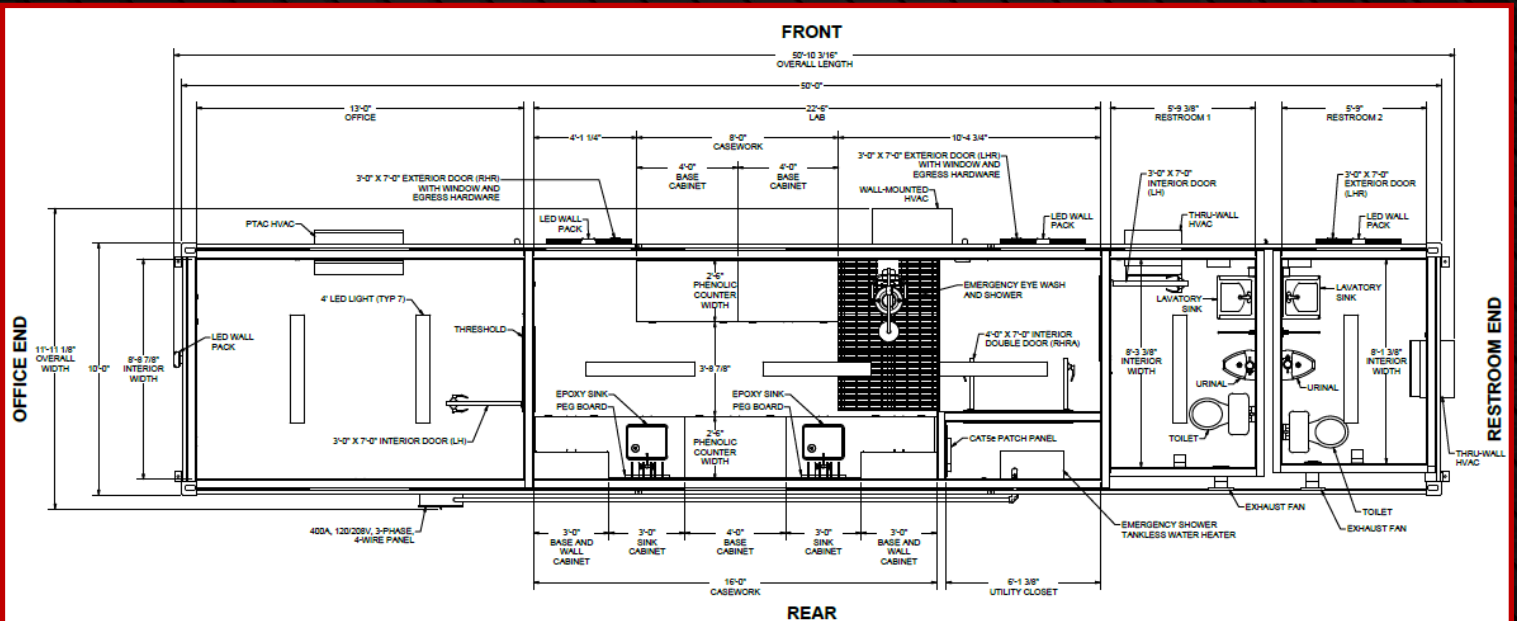 FRONT
50'-10 3/16"
OVERALL LENGTH
50'-0"
13'-0"
OFFICE
22'-6"
LAB
5'-9 3/8"
RESTROOM 1
5'-9"
RESTROOM 2
4'-1 1/4"
8'-0"
CASEWORK
10'-4 3/4"
4'-0"
BASE
CABINET
4'-0"
BASE
CABINET
3'-0" X 7'-0" EXTERIOR DOOR (RHR)
WITH WINDOW AND
EGRESS HARDWARE
3'-0" X 7'-0" EXTERIOR DOOR (LHR)
WITH WINDOW AND
EGRESS HARDWARE
3'-0" X 7'-0"
INTERIOR DOOR
(LH)
3'-0" X 7'-0"
EXTERIOR DOOR
(LHR)
PTAC HVAC
LED WALL
PACK
WALL-MOUNTED
HVAC
LED WALL
PACK
THRU-WALL
HVAC
LED WALL
PACK
OFFICE END
11'-11 1/8"
OVERALL
WIDTH
10'-0"
8'-8 7/8"
INTERIOR
WIDTH
LED WALL
PACK
4' LED LIGHT (TYP 7)
THRESHOLD
3'-0" X 7'-0" INTERIOR DOOR (LH)
2'-6"
PHENOLIC
COUNTER
WIDTH
3'-8 7/8"
EMERGENCY EYE WASH
AND SHOWER
4'-0" X 7'-0" INTERIOR
DOUBLE DOOR (RHRA)
EPOXY SINK
PEG BOARD
2'-6"
PHENOLIC
COUNTER
WIDTH
EPOXY SINK
PEG BOARD
CAT5e PATCH PANEL
LAVATORY
SINK
LAVATORY
SINK
8'-3 3/8"
INTERIOR
WIDTH
URINAL
URINAL
8'-1 3/8"
INTERIOR
WIDTH
TOILET
RESTROOM END
THRU-WALL
HVAC
TOILET
EXHAUST FAN
EXHAUST FAN
400A, 120/208V, 3-PHASE,
4-WIRE PANEL
EMERGENCY SHOWER
TANKLESS WATER HEATER
3'-0"
BASE AND
WALL
CABINET
3'-0"
SINK
CABINET
4'-0"
BASE
CABINET
3'-0"
SINK
CABINET
3'-0"
BASE AND
WALL
CABINET
16'-0"
CASEWORK
6'-1 3/8"
UTILITY CLOSET
REAR